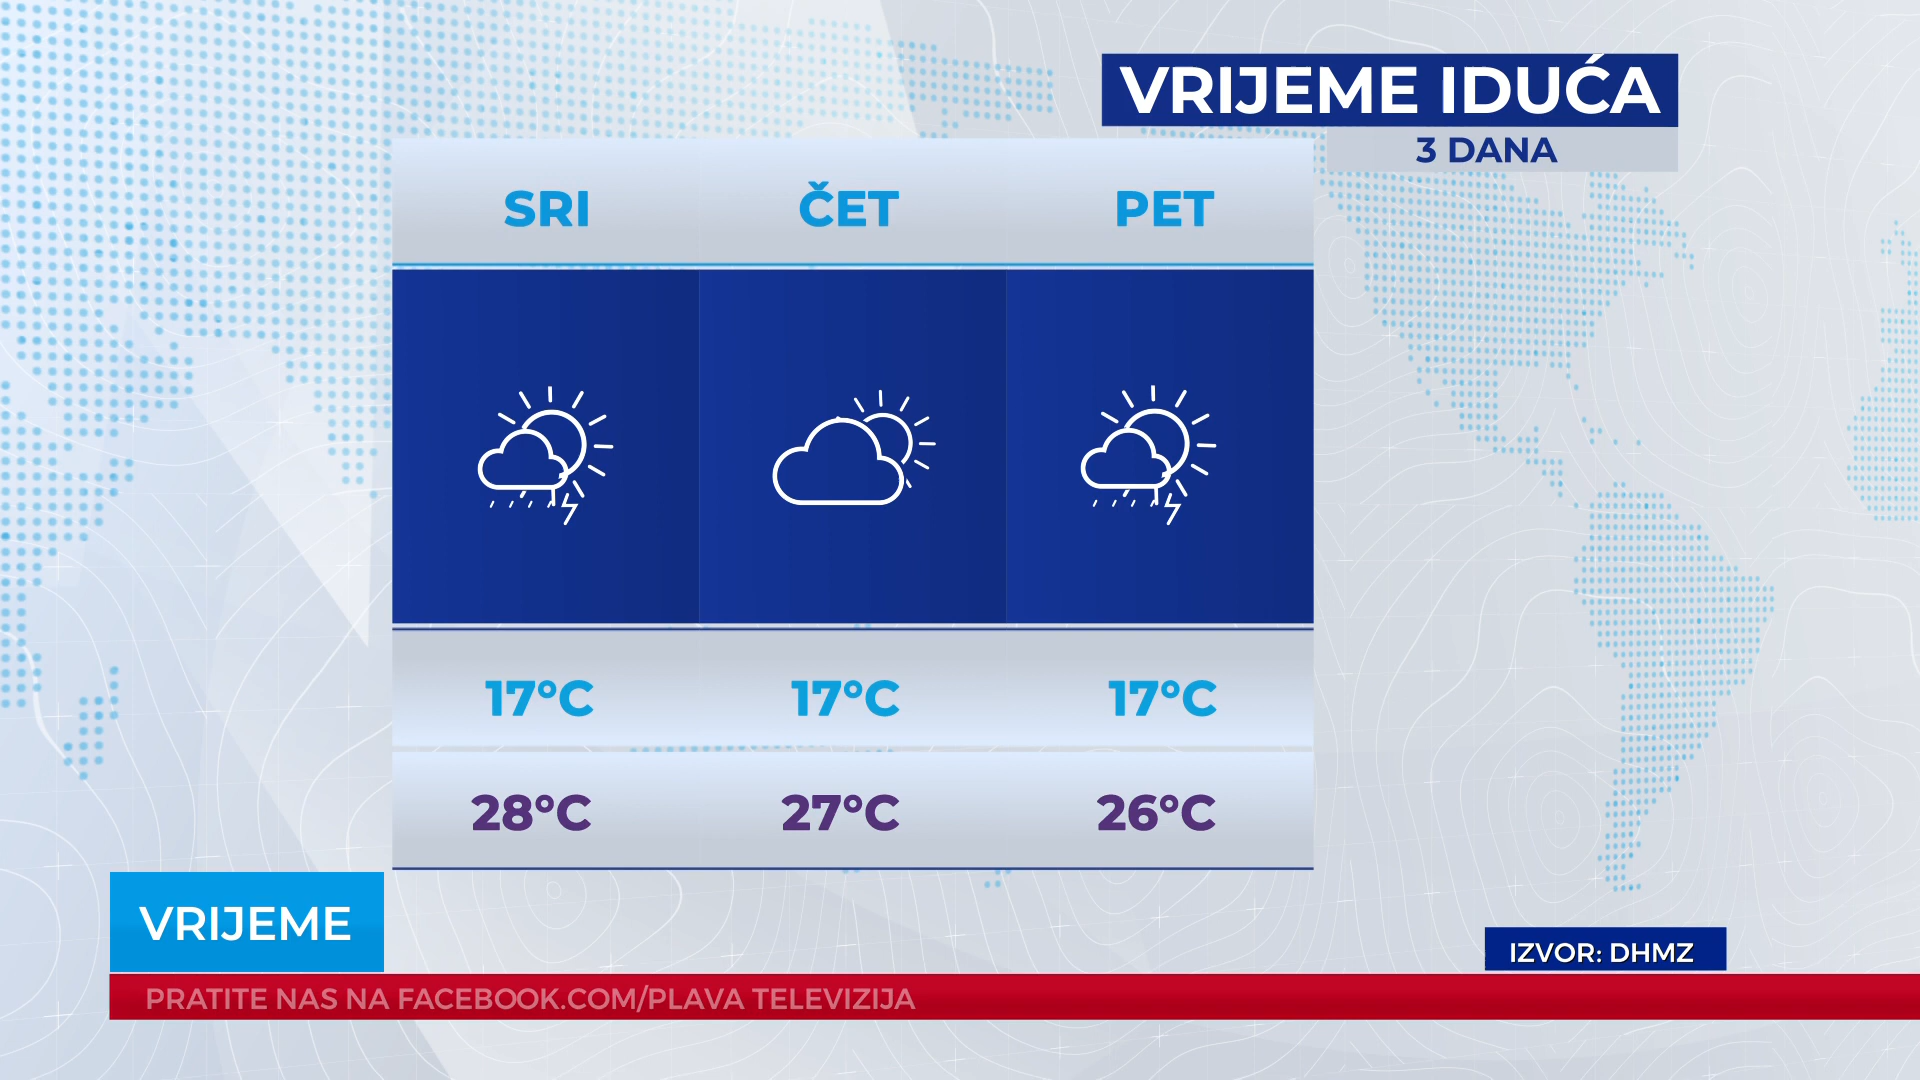 VRIJEME IDUĆA
3 DANA
SRI ČET PET
17°C 17°C 17°C
28°C 27°C 26°C
VRIJEME
IZVOR: DHMZ
PRATITE NAS NA FACEBOOK.COM/PLAVA TELEVIZIJA